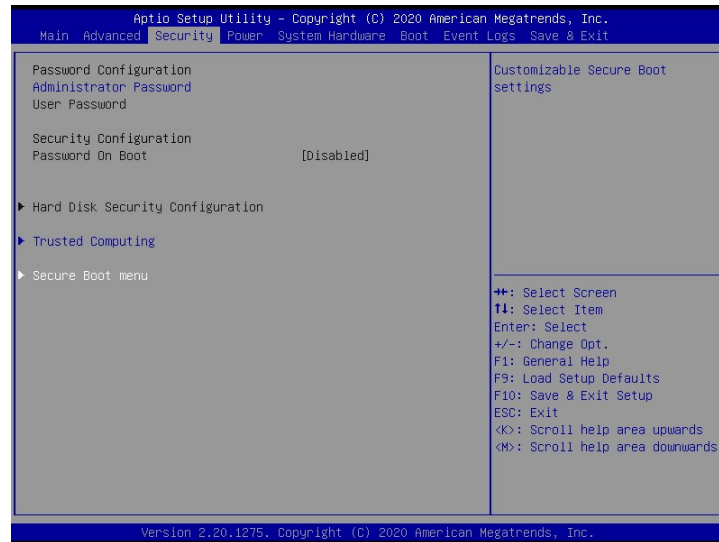 Aptio Setup Utility – Copyright (C) 2020 American Megatrends, Inc.
Main Advanced Security Power System Hardware Boot Event Logs Save & Exit
Password Configuration
Administrator Password
User Password
Security Configuration
Password On Boot [Disabled]
Hard Disk Security Configuration
Trusted Computing
Secure Boot menu
Customizable Secure Boot
settings
→←: Select Screen
↑↓: Select Item
Enter: Select
+/-: Change Opt.
F1: General Help
F9: Load Setup Defaults
F10: Save & Exit Setup
ESC: Exit
<K>: Scroll help area upwards
<M>: Scroll help area downwards
Version 2.20.1275. Copyright (C) 2020 American Megatrends, Inc.